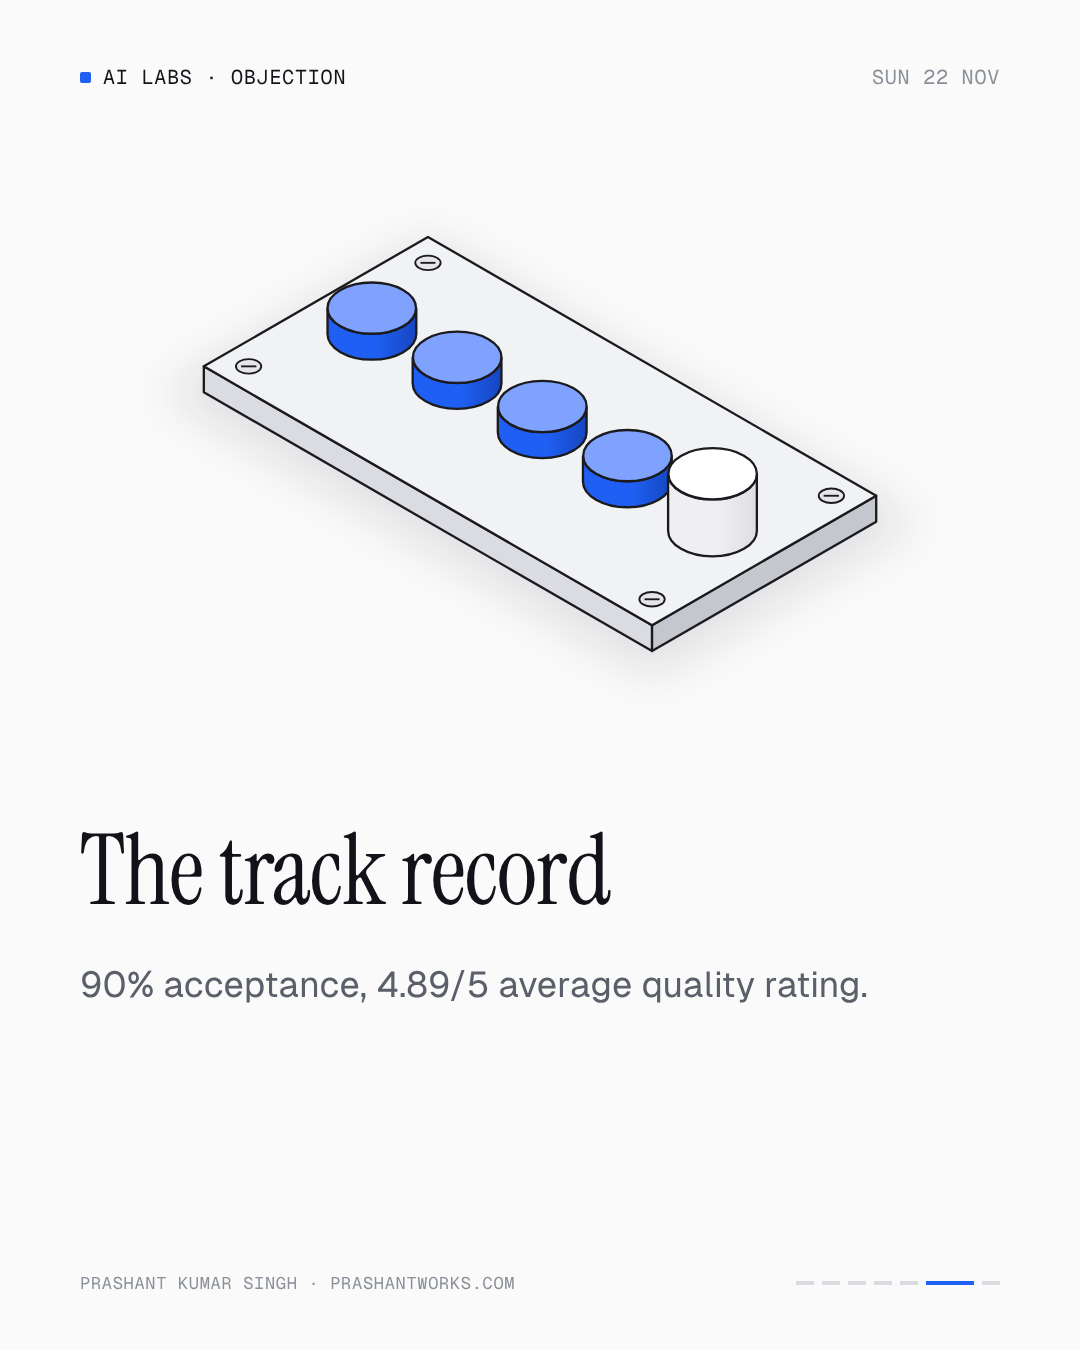 AI LABS · OBJECTION
SUN 22 NOV
The track record
90% acceptance, 4.89/5 average quality rating.
PRASHANT KUMAR SINGH · PRASHANTWORKS.COM